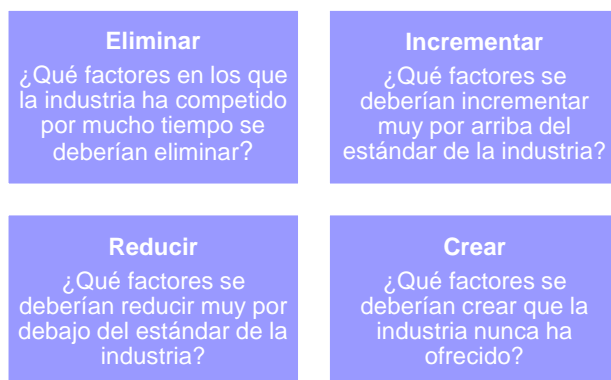 Eliminar
¿Qué factores en los que
la industria ha competido
por mucho tiempo se
deberían eliminar?
Incrementar
¿Qué factores se
deberían incrementar
muy por arriba del
estándar de la industria?
Reducir
¿Qué factores se
deberían reducir muy por
debajo del estándar de la
industria?
Crear
¿Qué factores se
deberían crear que la
industria nunca ha
ofrecido?